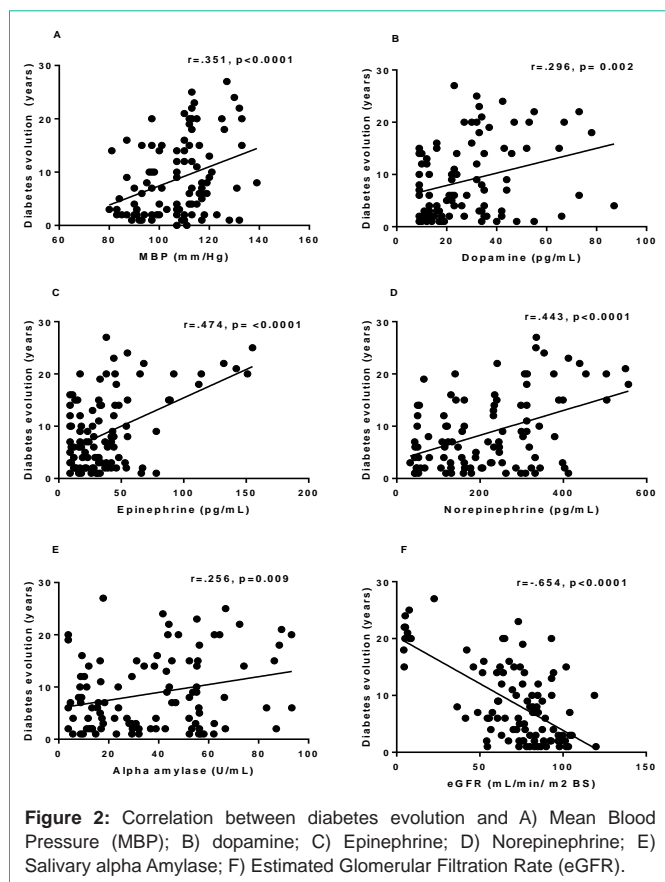 A
r=.351, p<0.0001
Diabetes evolution (years)
30
20
10
0
60 80 100 120 140 160
MBP (mm/Hg)
B
r=.296, p= 0.002
Diabetes evolution (years)
30
20
10
0
0 20 40 60 80 100
Dopamine (pg/mL)
C
r=.474, p= <0.0001
Diabetes evolution (years)
30
20
10
0
0 50 100 150 200
Epinephrine (pg/mL)
D
r=.443, p<0.0001
Diabetes evolution (years)
30
20
10
0
0 200 400 600
Norepinephrine (pg/mL)
E
r=.256, p=0.009
Diabetes evolution (years)
30
20
10
0
0 20 40 60 80 100
Alpha amylase (U/mL)
F
r=-.654, p<0.0001
Diabetes evolution (years)
30
20
10
0
0 50 100 150
eGFR (mL/min/ m2 BS)
Figure 2: Correlation between diabetes evolution and A) Mean Blood
Pressure (MBP); B) dopamine; C) Epinephrine; D) Norepinephrine; E)
Salivary alpha Amylase; F) Estimated Glomerular Filtration Rate (eGFR).